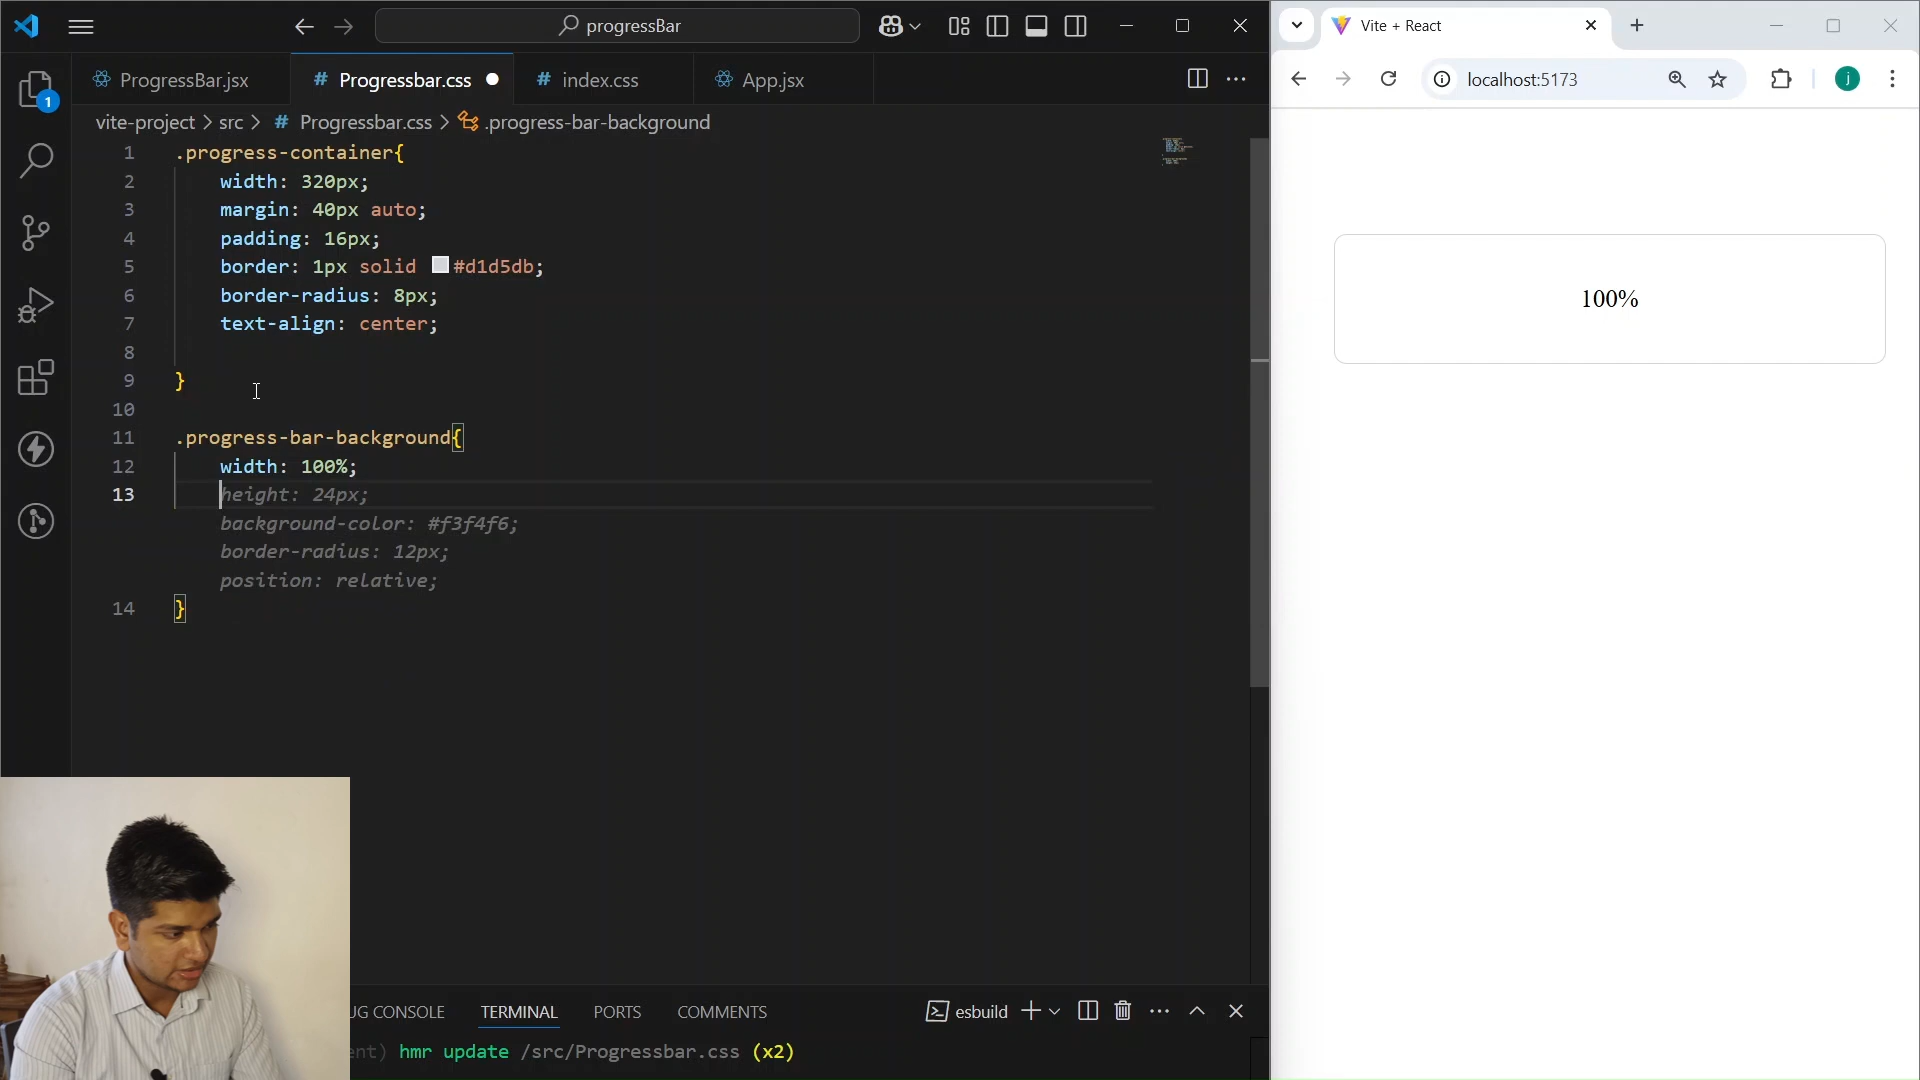 progressBar
ProgressBar.jsx
# Progressbar.css
# index.css
App.jsx
vite-project > src > # Progressbar.css > .progress-bar-background
1 .progress-container{
2 width: 320px;
3 margin: 40px auto;
4 padding: 16px;
5 border: 1px solid #d1d5db;
6 border-radius: 8px;
7 text-align: center;
8
9 }
10
11 .progress-bar-background{
12 width: 100%;
13 height: 24px;
background-color: #f3f4f6;
border-radius: 12px;
position: relative;
14 }
1
UG CONSOLE TERMINAL PORTS COMMENTS
esbuild
ent) hmr update /src/Progressbar.css (x2)
Vite + React
localhost:5173
j
100%